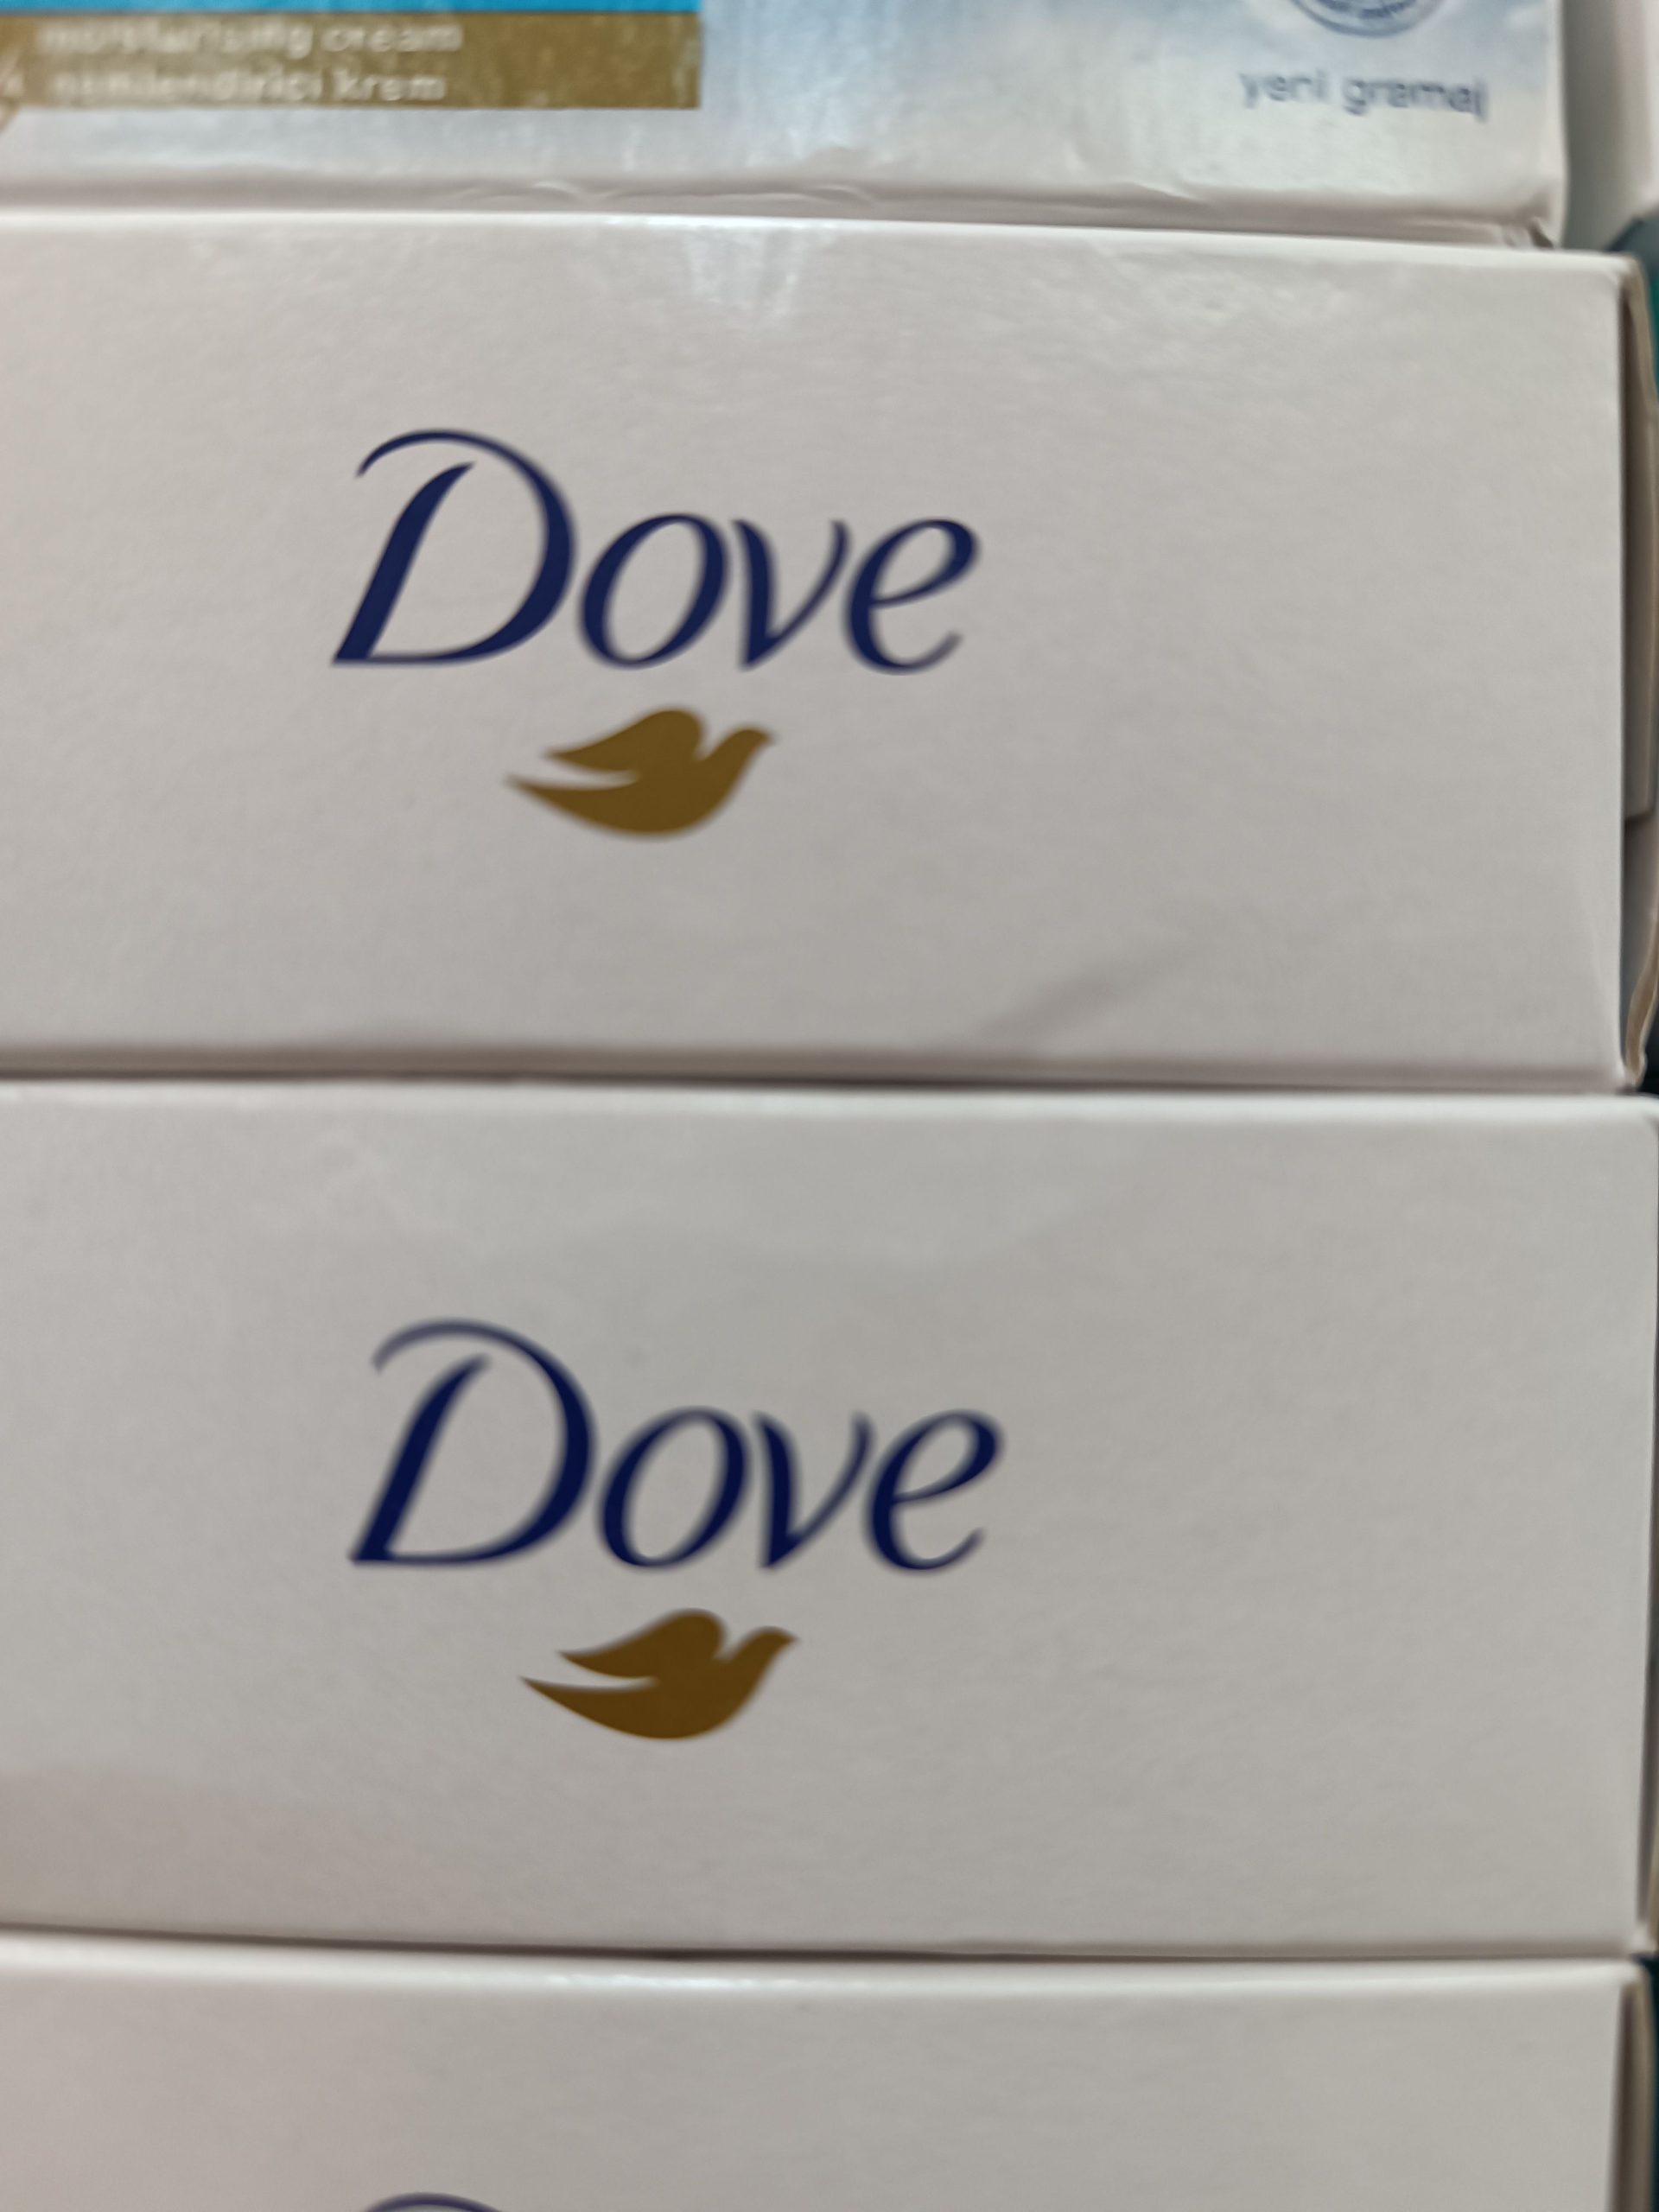 moisturising cream
nemlendirici krem
yeni gramaj
Dove
Dove